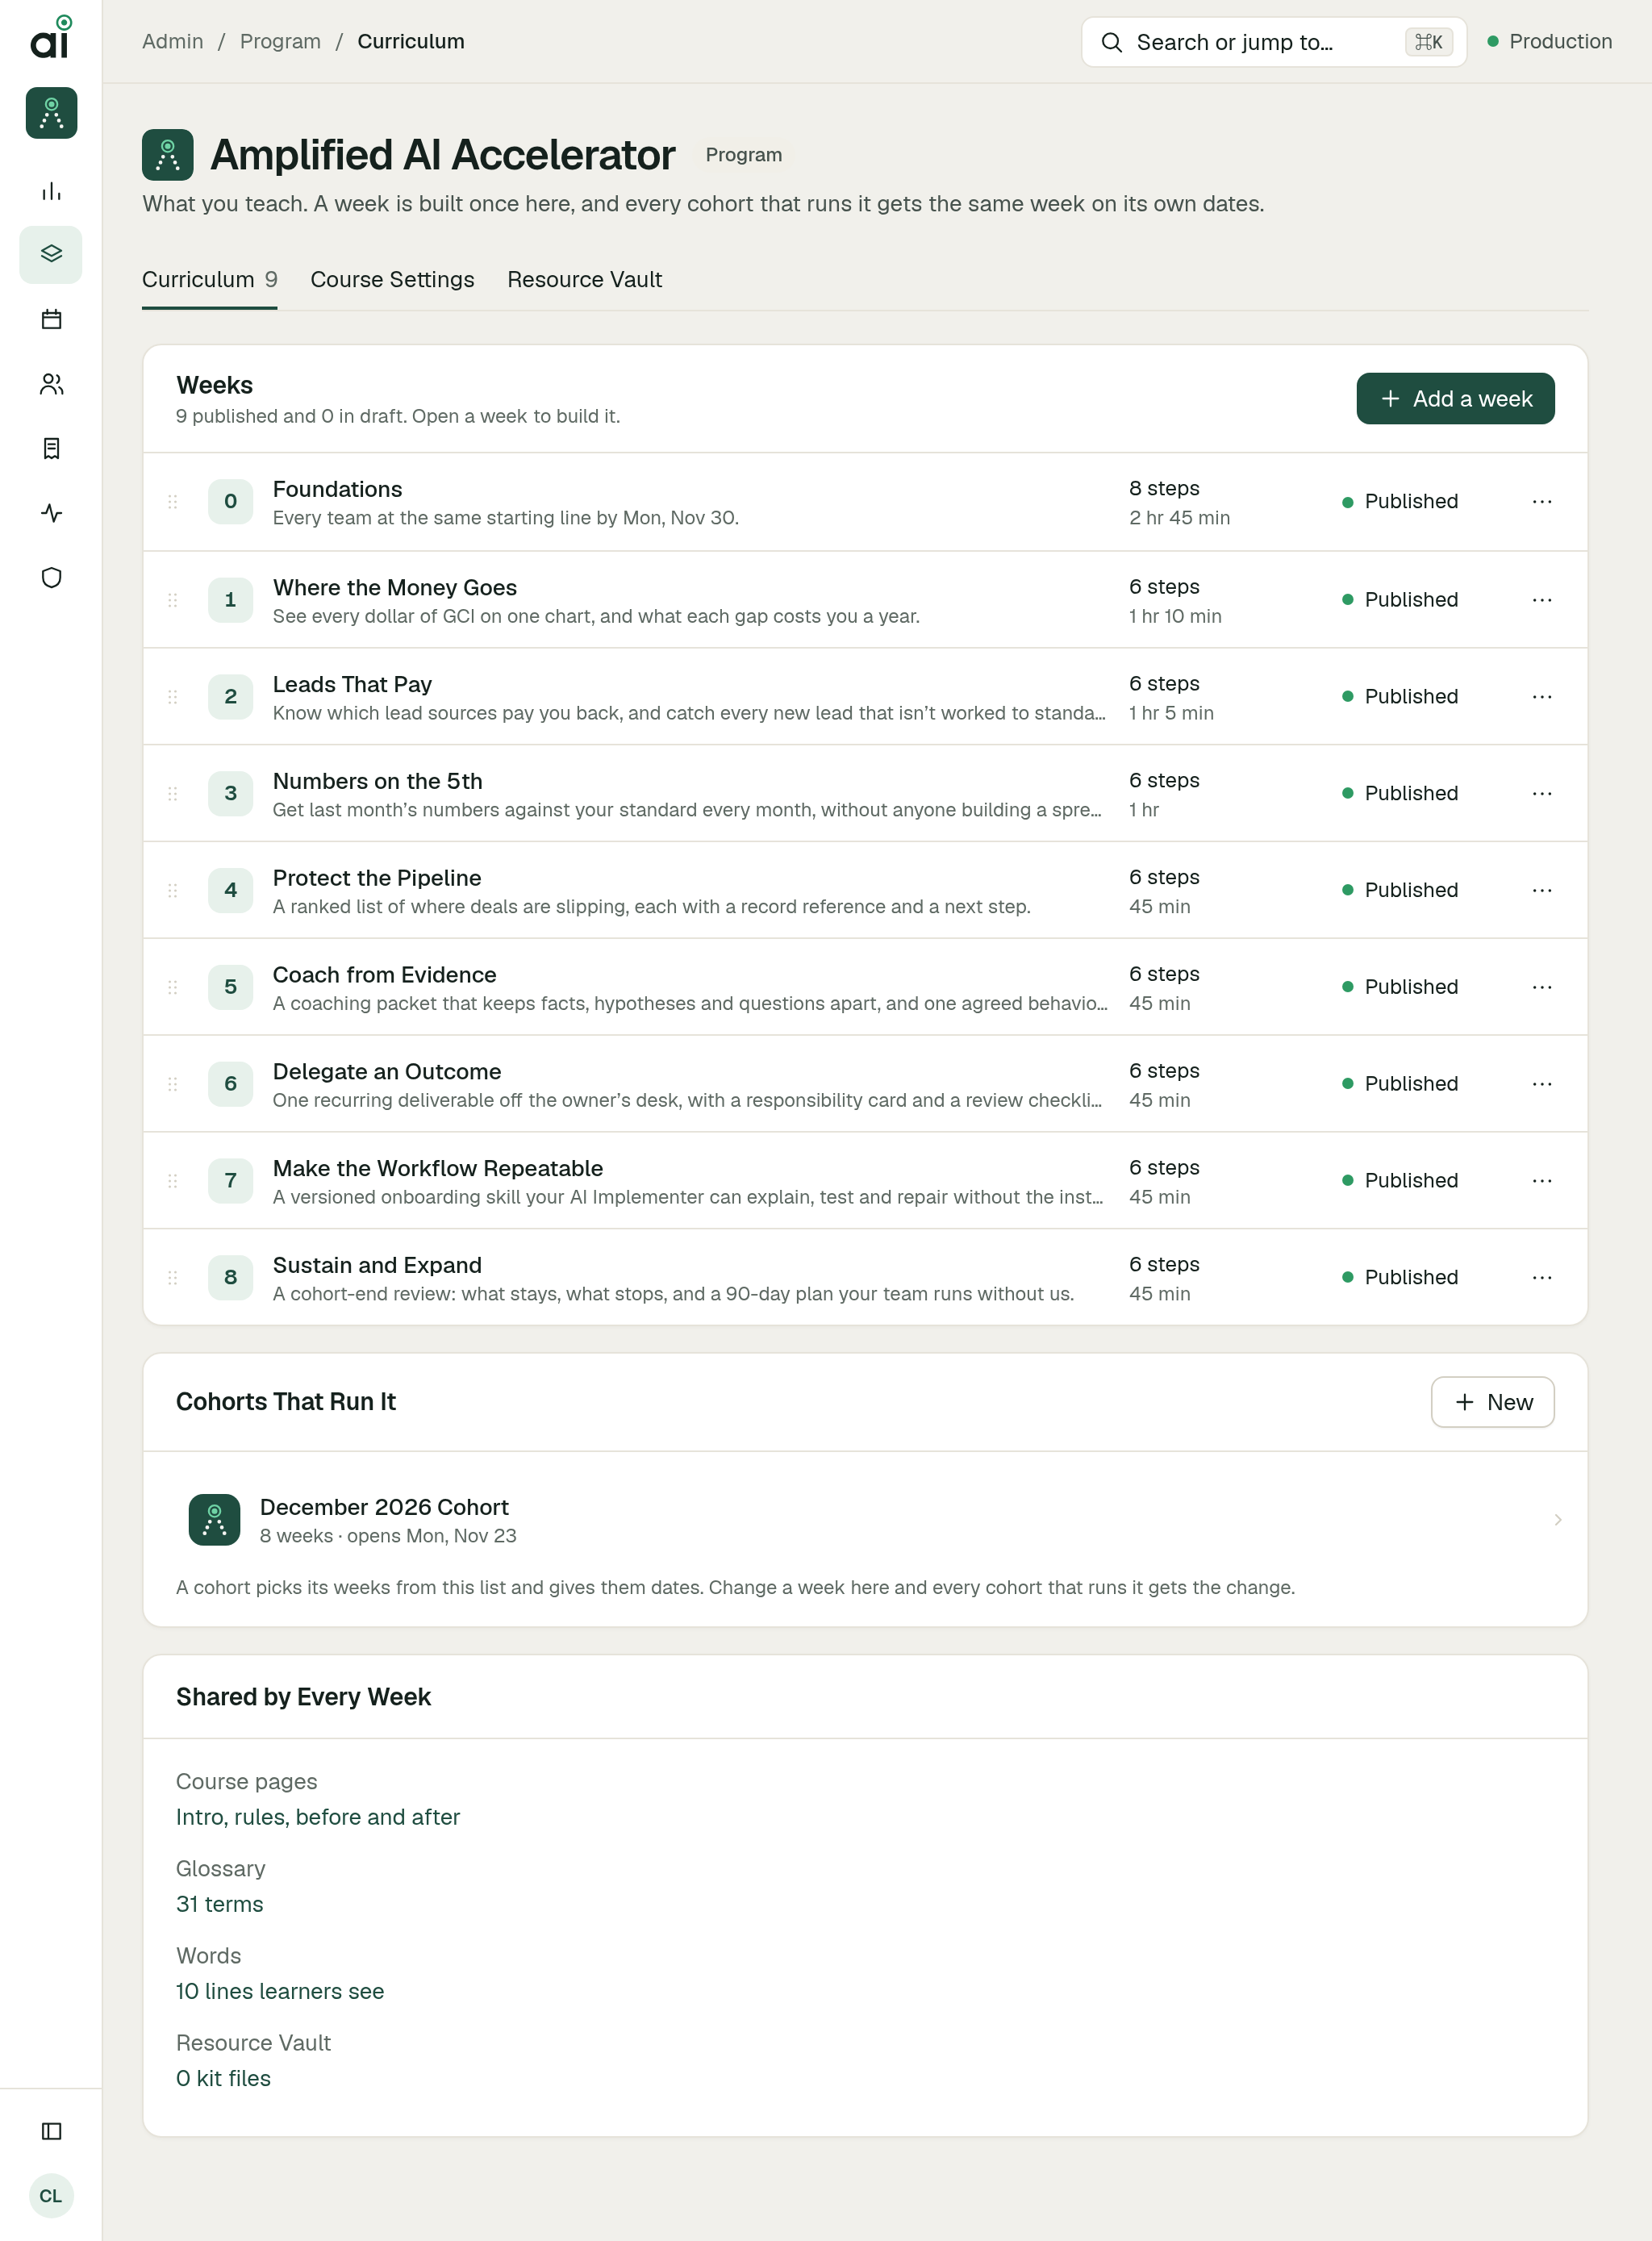 ai
Admin / Program / Curriculum
Search or jump to…
⌘K
Production
Amplified AI Accelerator
Program
What you teach. A week is built once here, and every cohort that runs it gets the same week on its own dates.
Curriculum 9
Course Settings
Resource Vault
Weeks
9 published and 0 in draft. Open a week to build it.
+ Add a week
0
Foundations
Every team at the same starting line by Mon, Nov 30.
8 steps
2 hr 45 min
Published
1
Where the Money Goes
See every dollar of GCI on one chart, and what each gap costs you a year.
6 steps
1 hr 10 min
Published
2
Leads That Pay
Know which lead sources pay you back, and catch every new lead that isn’t worked to standa…
6 steps
1 hr 5 min
Published
3
Numbers on the 5th
Get last month’s numbers against your standard every month, without anyone building a spre…
6 steps
1 hr
Published
4
Protect the Pipeline
A ranked list of where deals are slipping, each with a record reference and a next step.
6 steps
45 min
Published
5
Coach from Evidence
A coaching packet that keeps facts, hypotheses and questions apart, and one agreed behavio…
6 steps
45 min
Published
6
Delegate an Outcome
One recurring deliverable off the owner’s desk, with a responsibility card and a review checkli…
6 steps
45 min
Published
7
Make the Workflow Repeatable
A versioned onboarding skill your AI Implementer can explain, test and repair without the inst…
6 steps
45 min
Published
8
Sustain and Expand
A cohort-end review: what stays, what stops, and a 90-day plan your team runs without us.
6 steps
45 min
Published
Cohorts That Run It
+ New
December 2026 Cohort
8 weeks · opens Mon, Nov 23
A cohort picks its weeks from this list and gives them dates. Change a week here and every cohort that runs it gets the change.
Shared by Every Week
Course pages
Intro, rules, before and after
Glossary
31 terms
Words
10 lines learners see
Resource Vault
0 kit files
CL